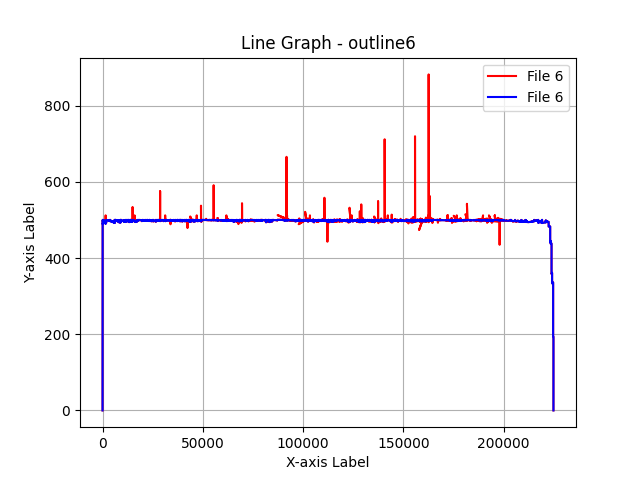 Line Graph - outline6
File 6
File 6
800
600
400
200
0
Y-axis Label
0 50000 100000 150000 200000
X-axis Label